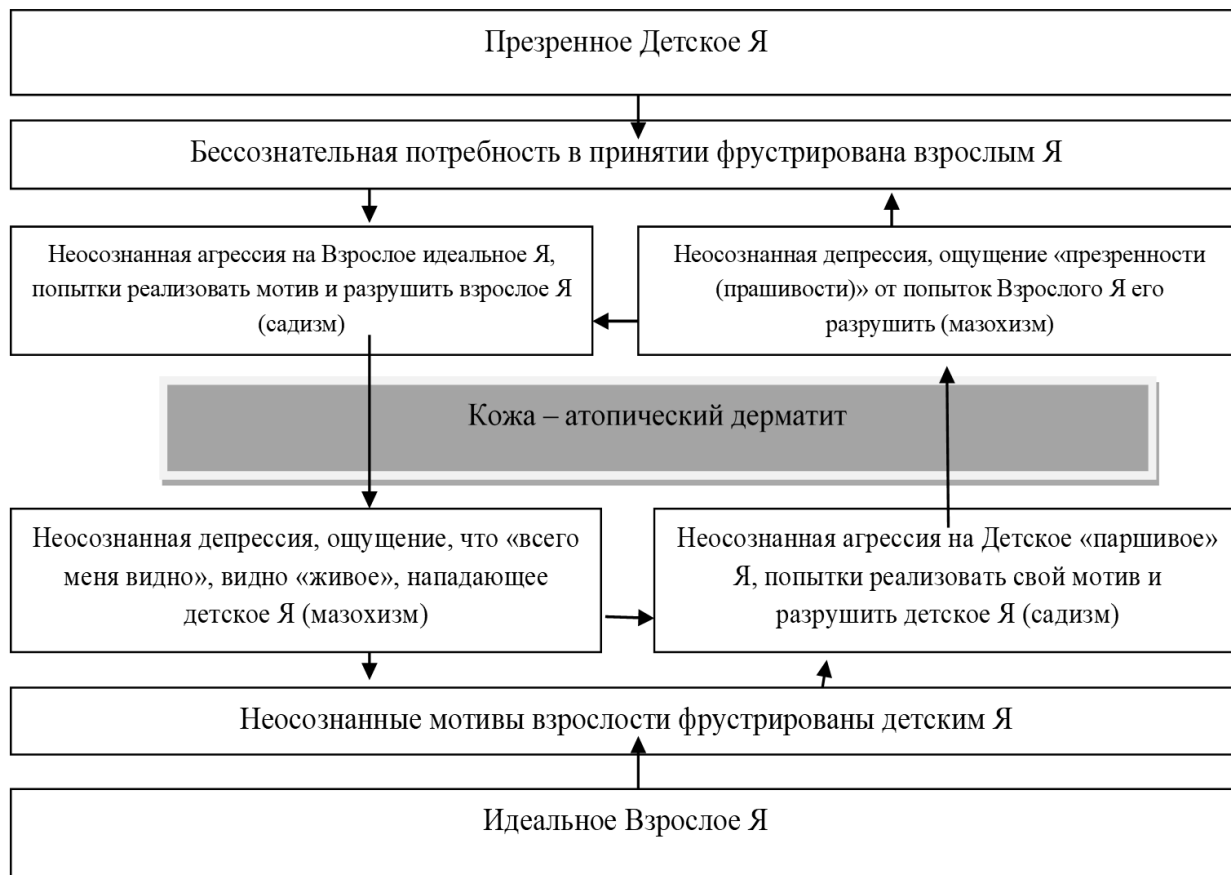 Презренное Детское Я
Бессознательная потребность в принятии фрустрирована взрослым Я
Неосознанная агрессия на Взрослое идеальное Я,
попытки реализовать мотив и разрушить взрослое Я
(садизм)
Неосознанная депрессия, ощущение «презренности
(прашивости)» от попыток Взрослого Я его
разрушить (мазохизм)
Кожа – атопический дерматит
Неосознанная депрессия, ощущение, что «всего
меня видно», видно «живое», нападающее
детское Я (мазохизм)
Неосознанная агрессия на Детское «паршивое»
Я, попытки реализовать свой мотив и
разрушить детское Я (садизм)
Неосознанные мотивы взрослости фрустрированы детским Я
Идеальное Взрослое Я